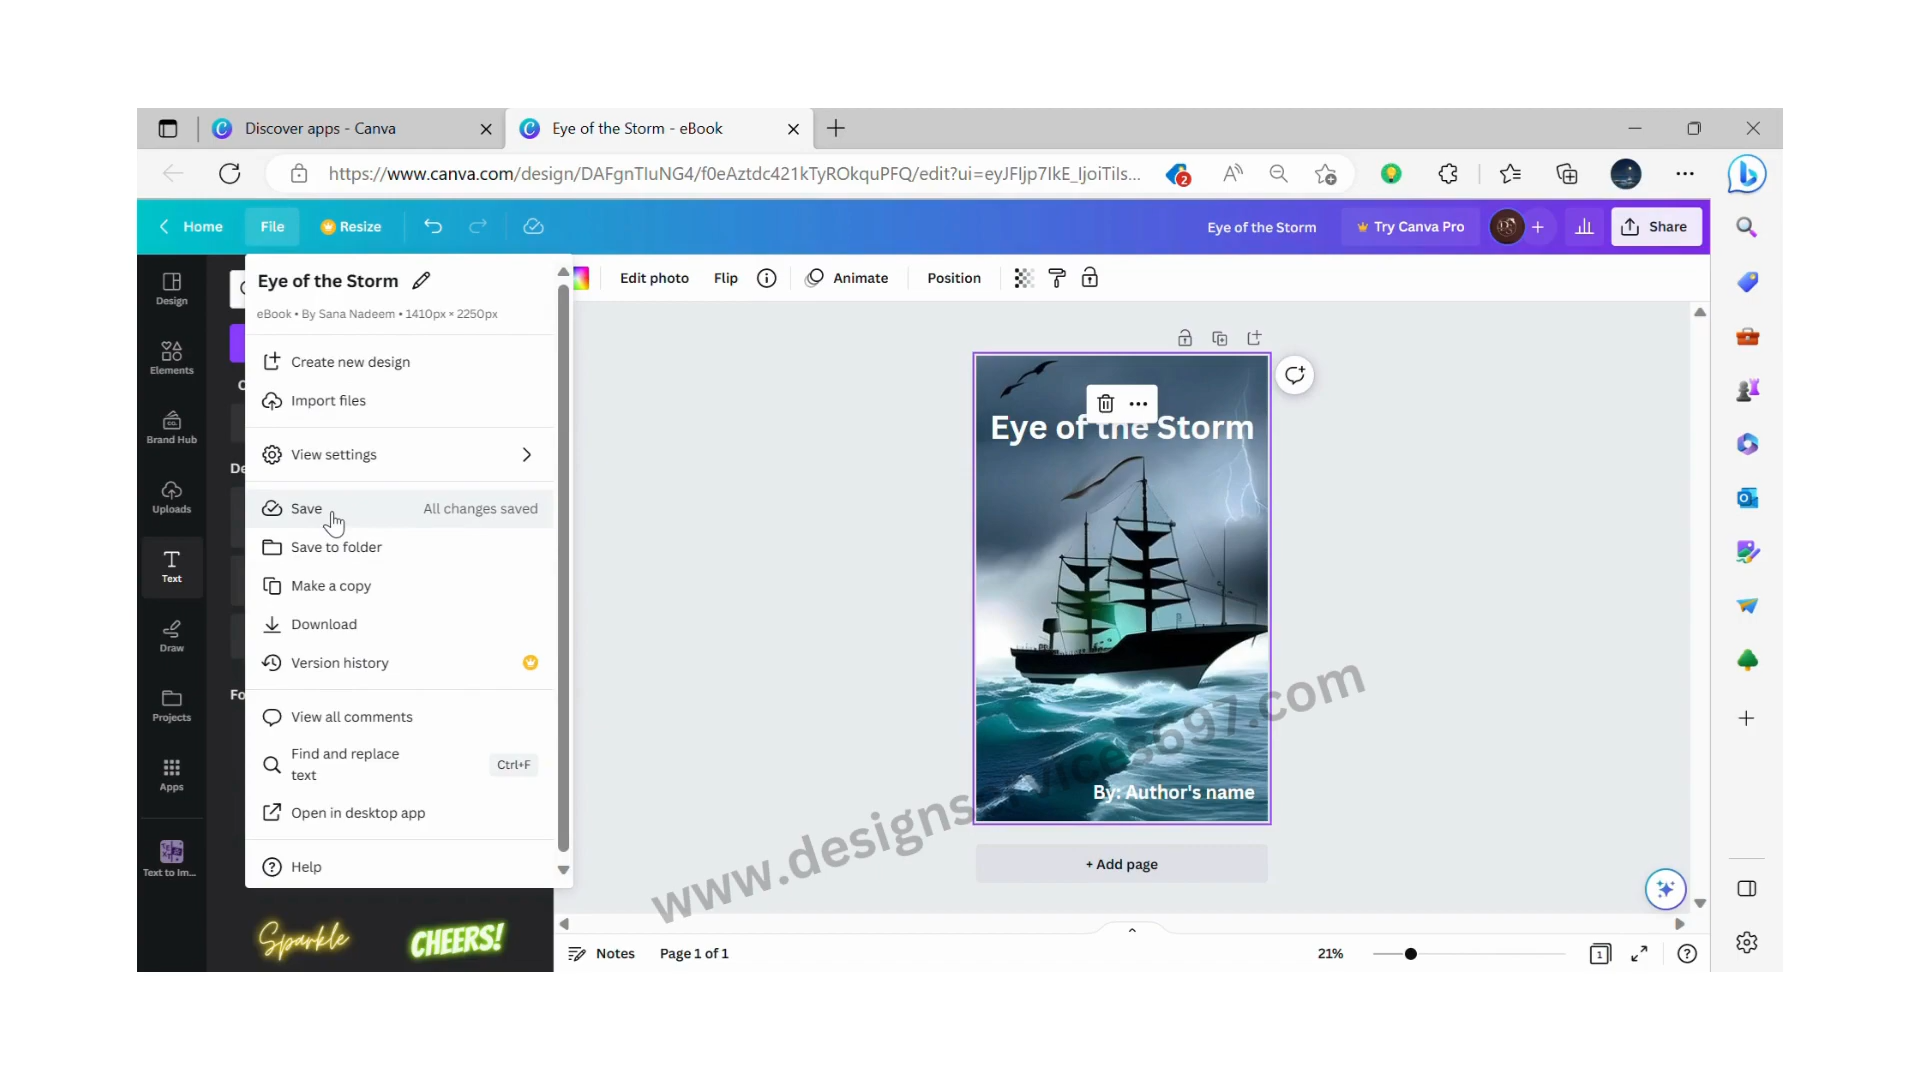 Discover apps - Canva
Eye of the Storm - eBook
https://www.canva.com/design/DAFgnTIuNG4/f0eAztdc421kTyROkquPFQ/edit?ui=eyJFIjp7IkE_IjoiTiIs...
2
Home
File
Resize
Eye of the Storm
Try Canva Pro
Share
Design
Elements
Brand Hub
Uploads
Text
Draw
Projects
Apps
Text to Im...
Eye of the Storm
eBook • By Sana Nadeem • 1410px × 2250px
Create new design
Import files
View settings
Save All changes saved
Save to folder
Make a copy
Download
Version history
View all comments
Find and replace
text
Ctrl+F
Open in desktop app
Help
Sparkle
CHEERS!
Edit photo
Flip
Animate
Position
Eye of the Storm
By: Author's name
+ Add page
Notes
Page 1 of 1
21%
1